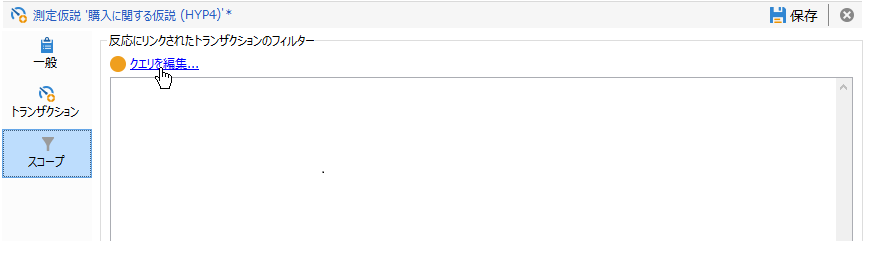 測定仮説 '購入に関する仮説 (HYP4)'*
保存
一般
トランザクション
スコープ
反応にリンクされたトランザクションのフィルター
クエリを編集...